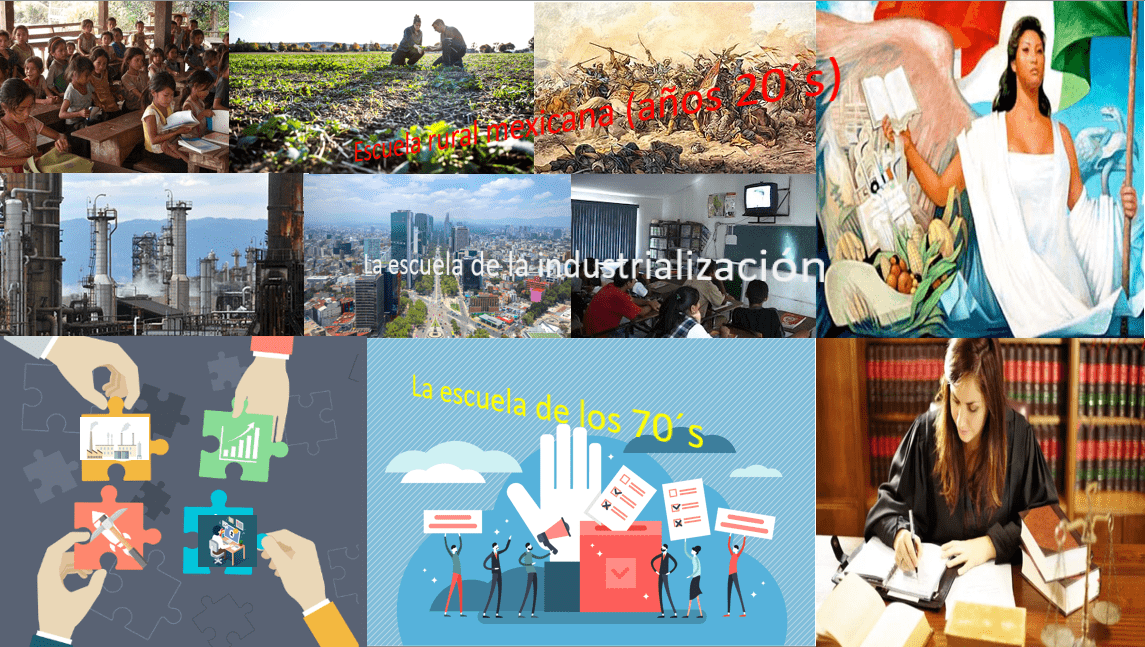 Escuela rural mexicana (años 20´s)
La escuela de la industrialización
La escuela de los 70´s